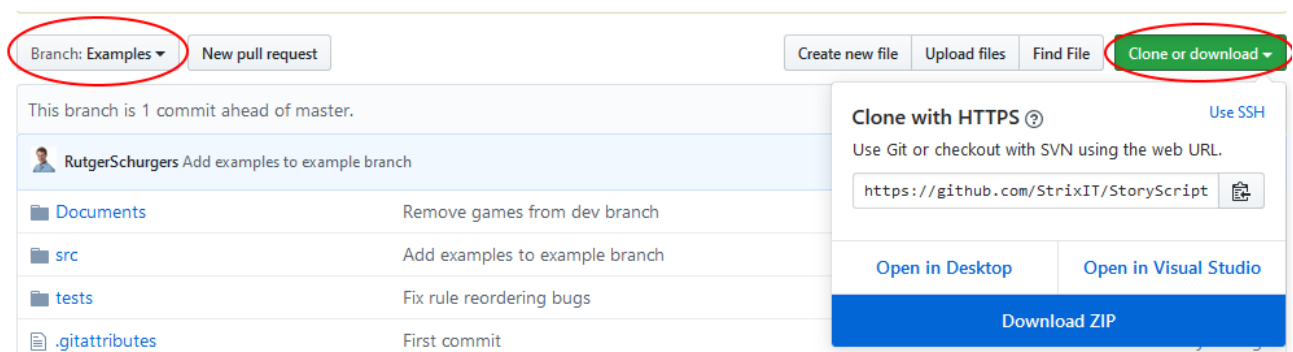 Branch: Examples
New pull request
Create new file
Upload files
Find File
Clone or download
This branch is 1 commit ahead of master.
RutgerSchurgers Add examples to example branch
Documents Remove games from dev branch
src Add examples to example branch
tests Fix rule reordering bugs
.gitattributes First commit
Clone with HTTPS
Use SSH
Use Git or checkout with SVN using the web URL.
https://github.com/StrixIT/StoryScript
Open in Desktop
Open in Visual Studio
Download ZIP